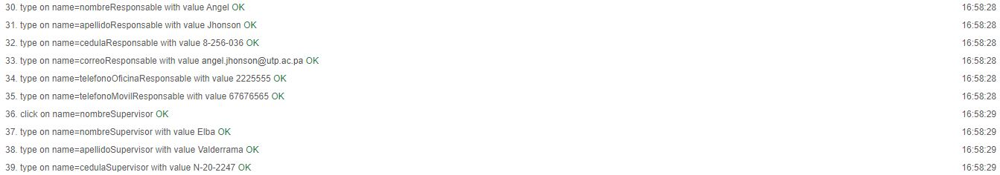 30. type on name=nombreResponsable with value Angel OK 16:58:28
31. type on name=apellidoResponsable with value Jhonson OK 16:58:28
32. type on name=cedulaResponsable with value 8-256-036 OK 16:58:28
33. type on name=correoResponsable with value angel.jhonson@utp.ac.pa OK 16:58:28
34. type on name=telefonoOficinaResponsable with value 2225555 OK 16:58:28
35. type on name=telefonoMovilResponsable with value 67676565 OK 16:58:28
36. click on name=nombreSupervisor OK 16:58:29
37. type on name=nombreSupervisor with value Elba OK 16:58:29
38. type on name=apellidoSupervisor with value Valderrama OK 16:58:29
39. type on name=cedulaSupervisor with value N-20-2247 OK 16:58:29